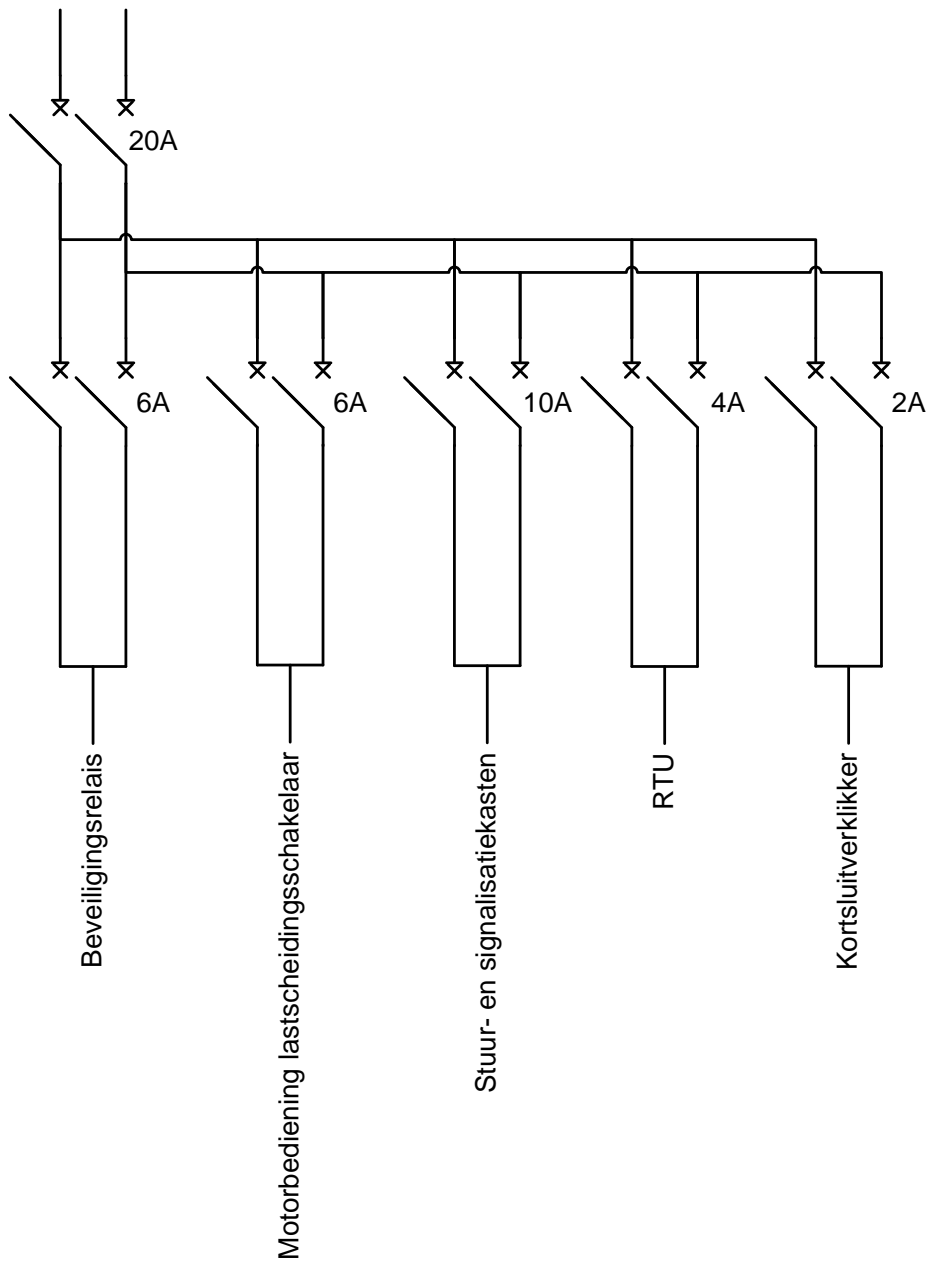 20A
6A
6A
10A
4A
2A
Beveiligingsrelais
Motorbediening lastscheidingsschakelaar
Stuur- en signalisatiekasten
RTU
Kortsluitverklikker